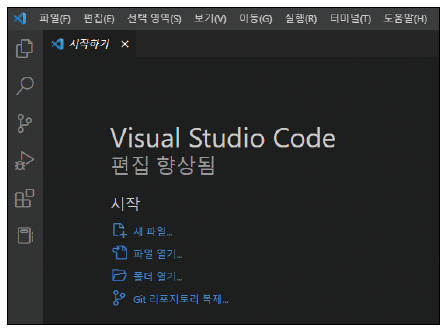 파일(F) 편집(E) 선택 영역(S) 보기(V) 이동(G) 실행(R) 터미널(T) 도움말(H)
시작하기 ×
Visual Studio Code
편집 향상됨
시작
새 파일...
파일 열기...
폴더 열기...
Git 리포지토리 복제...